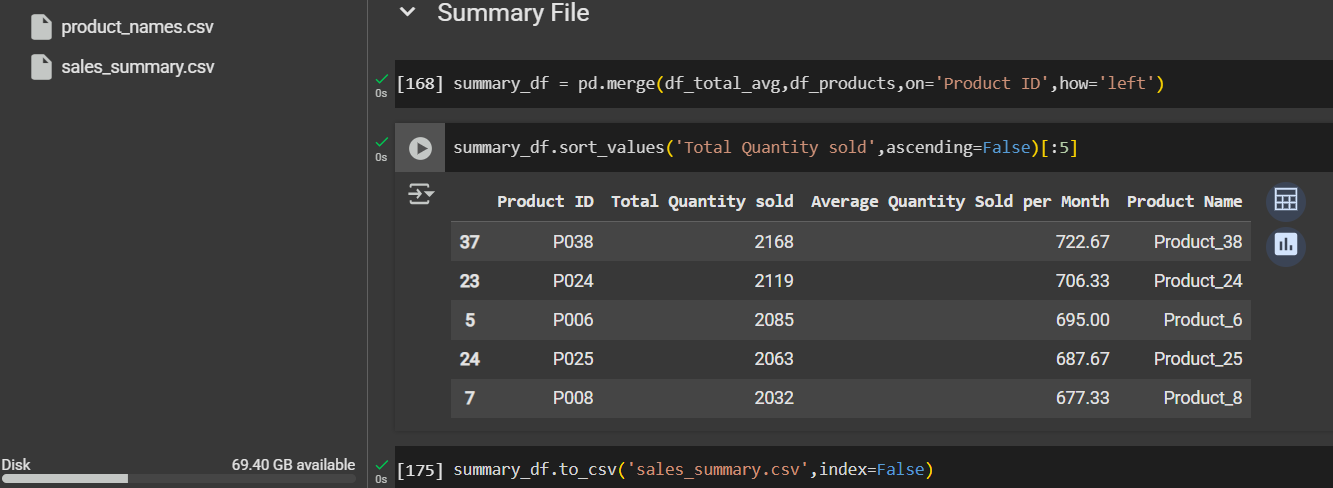 product_names.csv
sales_summary.csv
Summary File
0s
[168] summary_df = pd.merge(df_total_avg,df_products,on='Product ID',how='left')
0s
summary_df.sort_values('Total Quantity sold',ascending=False)[:5]
Product ID Total Quantity sold Average Quantity Sold per Month Product Name
37 P038 2168 722.67 Product_38
23 P024 2119 706.33 Product_24
5 P006 2085 695.00 Product_6
24 P025 2063 687.67 Product_25
7 P008 2032 677.33 Product_8
Disk 69.40 GB available
0s
[175] summary_df.to_csv('sales_summary.csv',index=False)